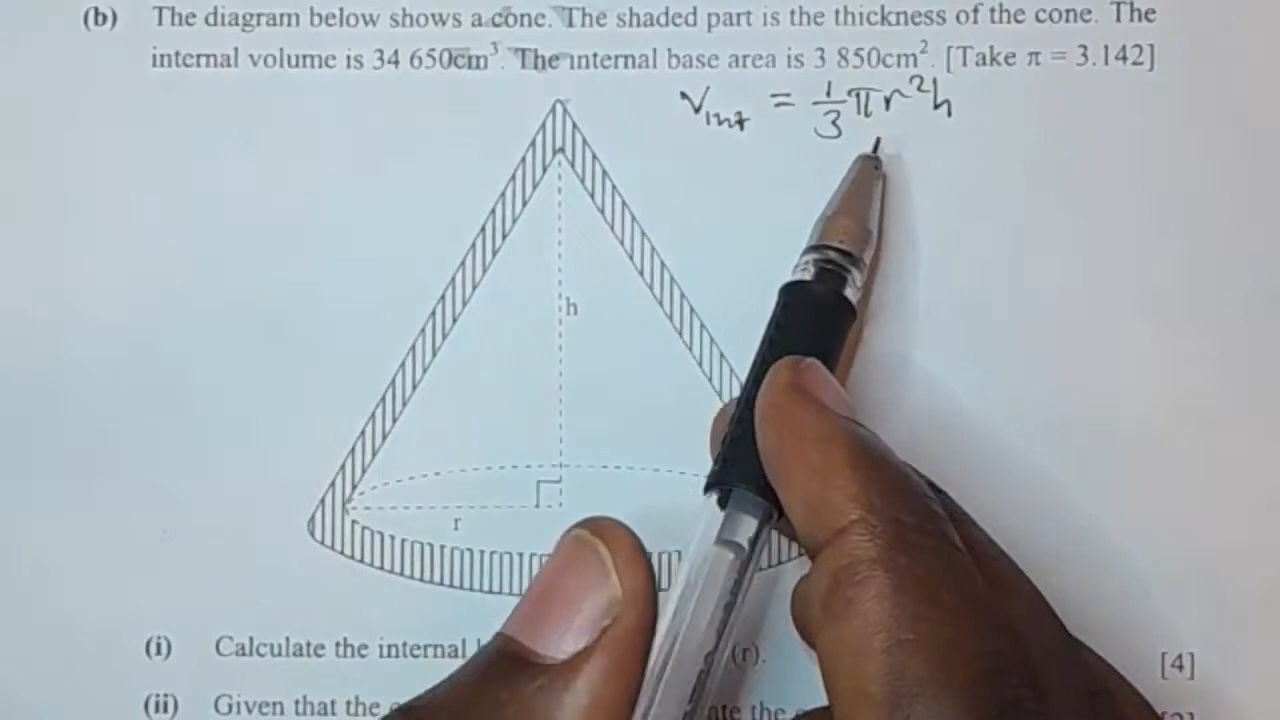 (b) The diagram below shows a cone. The shaded part is the thickness of the cone. The
internal volume is 34 650cm³. The internal base area is 3 850cm². [Take π = 3.142]
Vint = 1/3 πr²h
h
r
(i) Calculate the internal (r). [4]
(ii) Given that the the